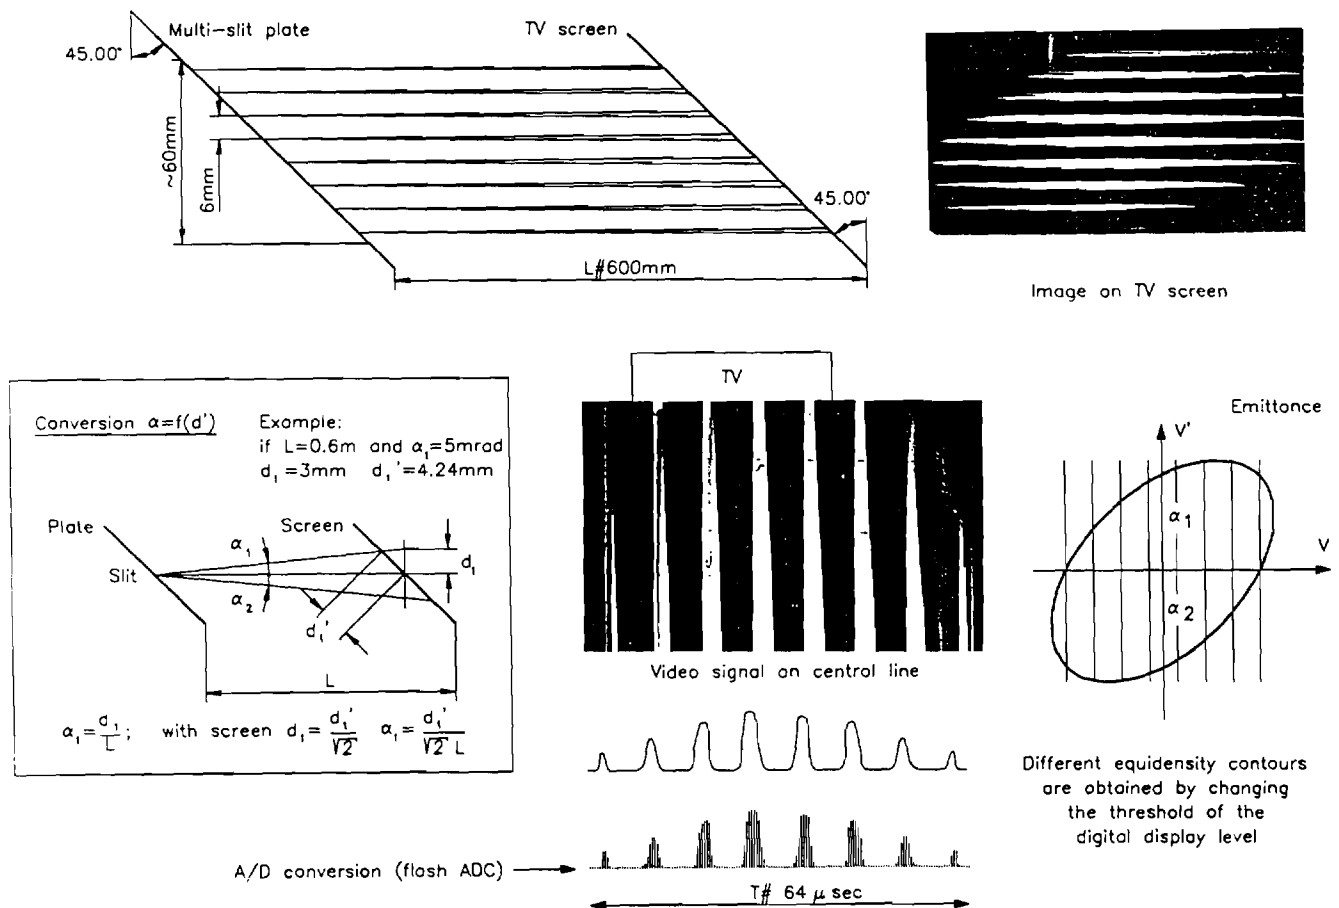 Multi-slit plate
TV screen
45.00°
~60mm
6mm
45.00°
L#600mm
Image on TV screen
Conversion α=f(d')
Example:
if L=0.6m and α₁=5mrad
d₁=3mm d₁'=4.24mm
Plate
Screen
Slit
α₁
α₂
d₁
d₁'
L
α₁=d₁/L; with screen d₁=d₁'/√2 α₁=d₁'/√2 L
TV
Video signal on central line
Emittance
V'
V
α₁
α₂
Different equidensity contours
are obtained by changing
the threshold of the
digital display level
A/D conversion (flash ADC)
T# 64 μsec